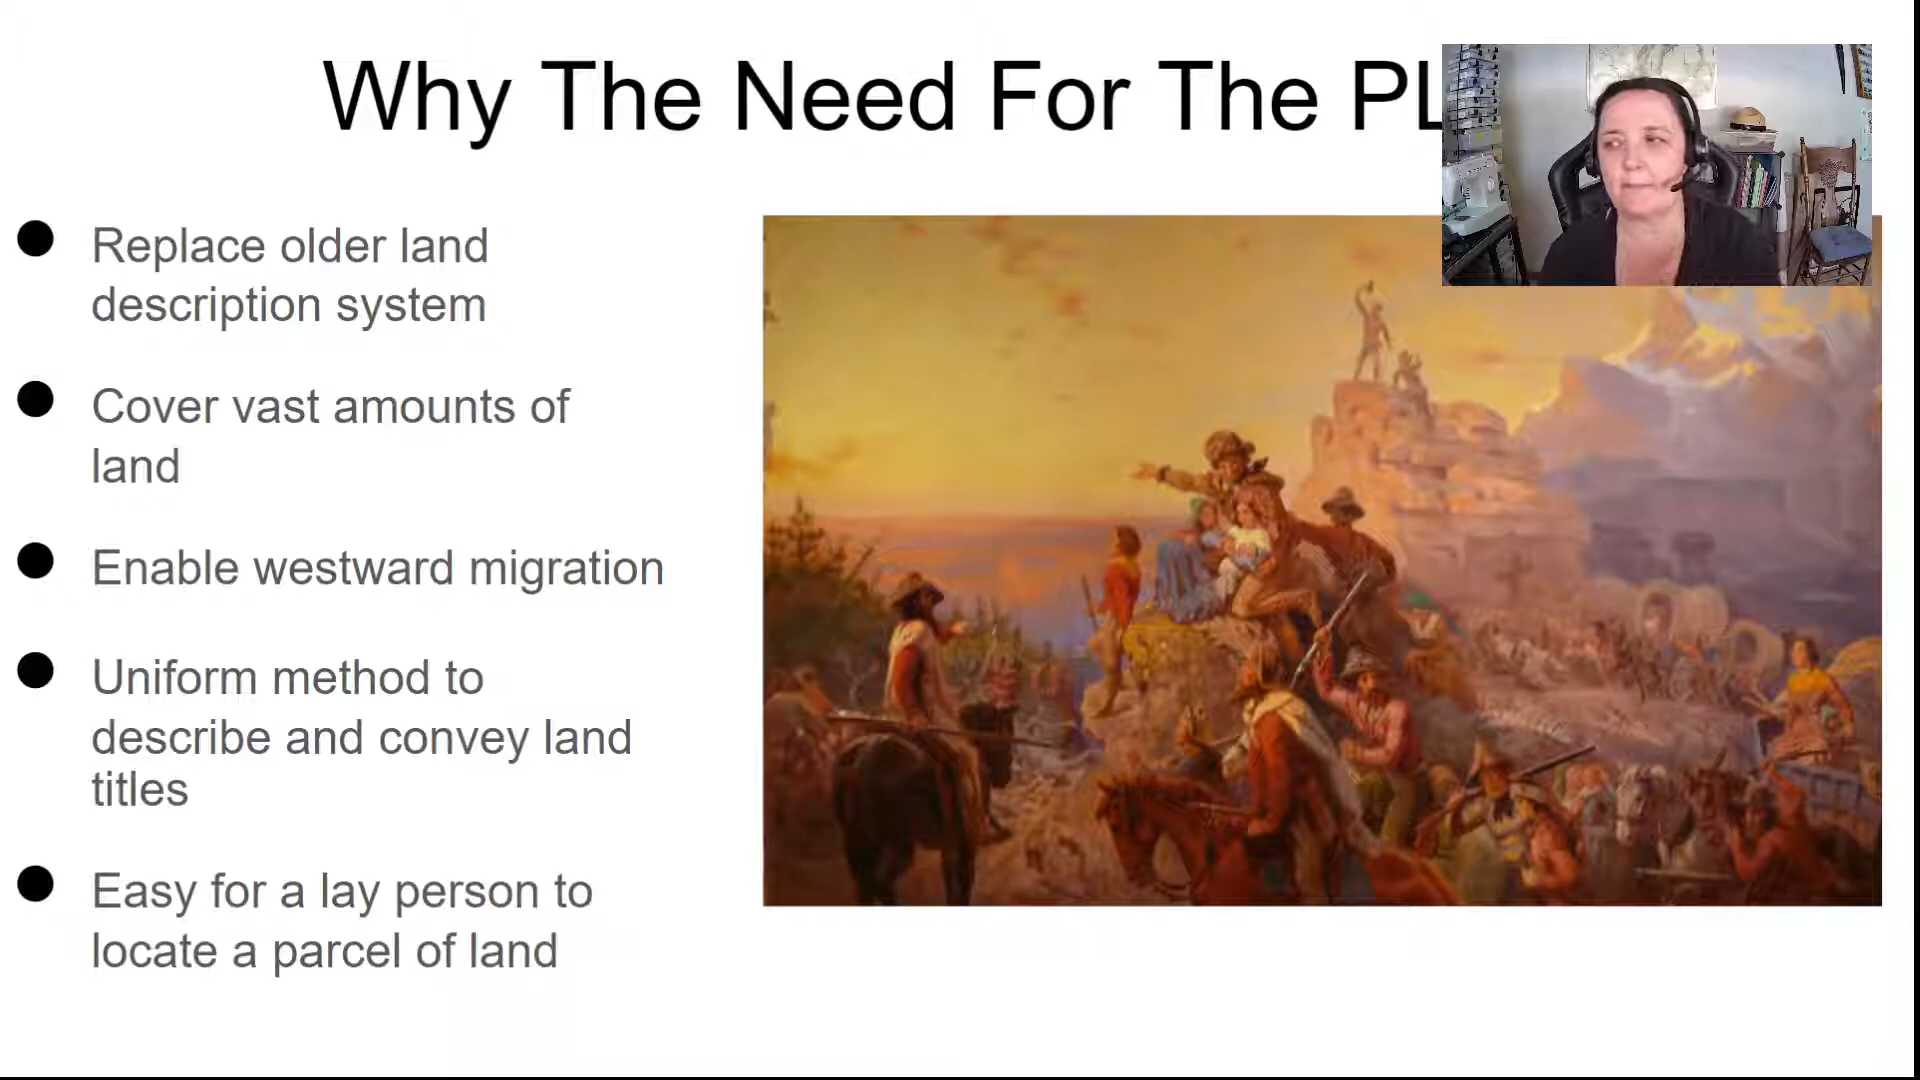 Why The Need For The PL
Replace older land
description system
Cover vast amounts of
land
Enable westward migration
Uniform method to
describe and convey land
titles
Easy for a lay person to
locate a parcel of land